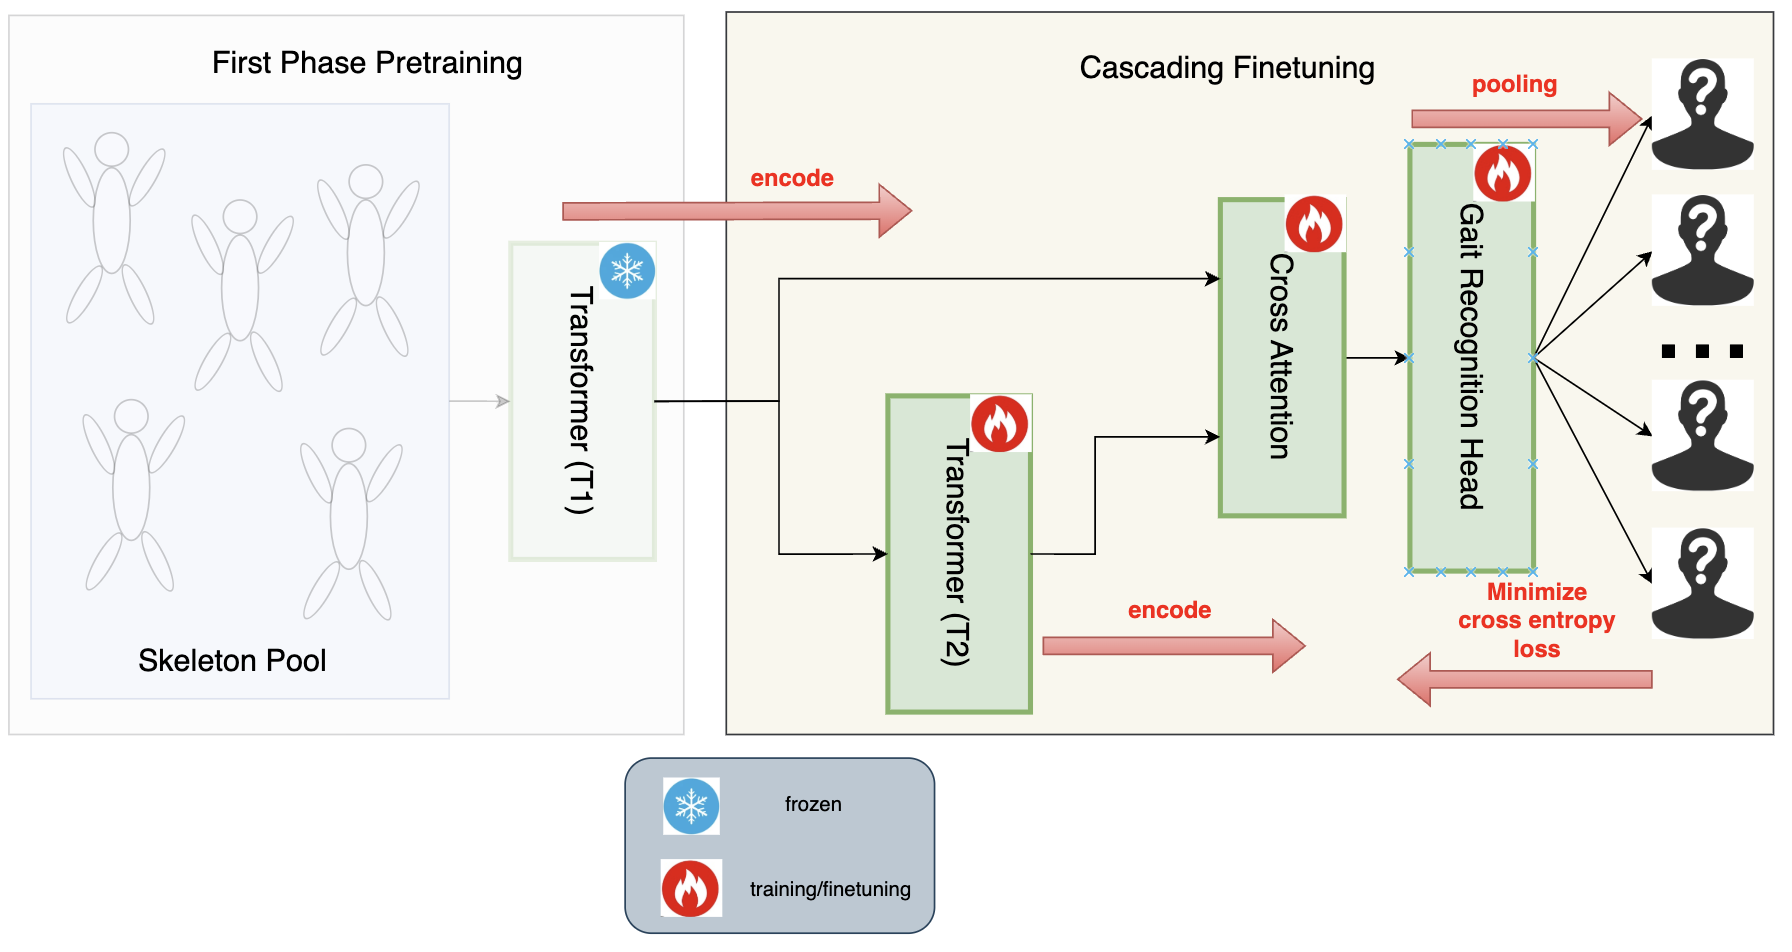 First Phase Pretraining
Skeleton Pool
Transformer (T1)
encode
Cascading Finetuning
Transformer (T2)
encode
Cross Attention
pooling
Gait Recognition Head
Minimize
cross entropy
loss
frozen
training/finetuning